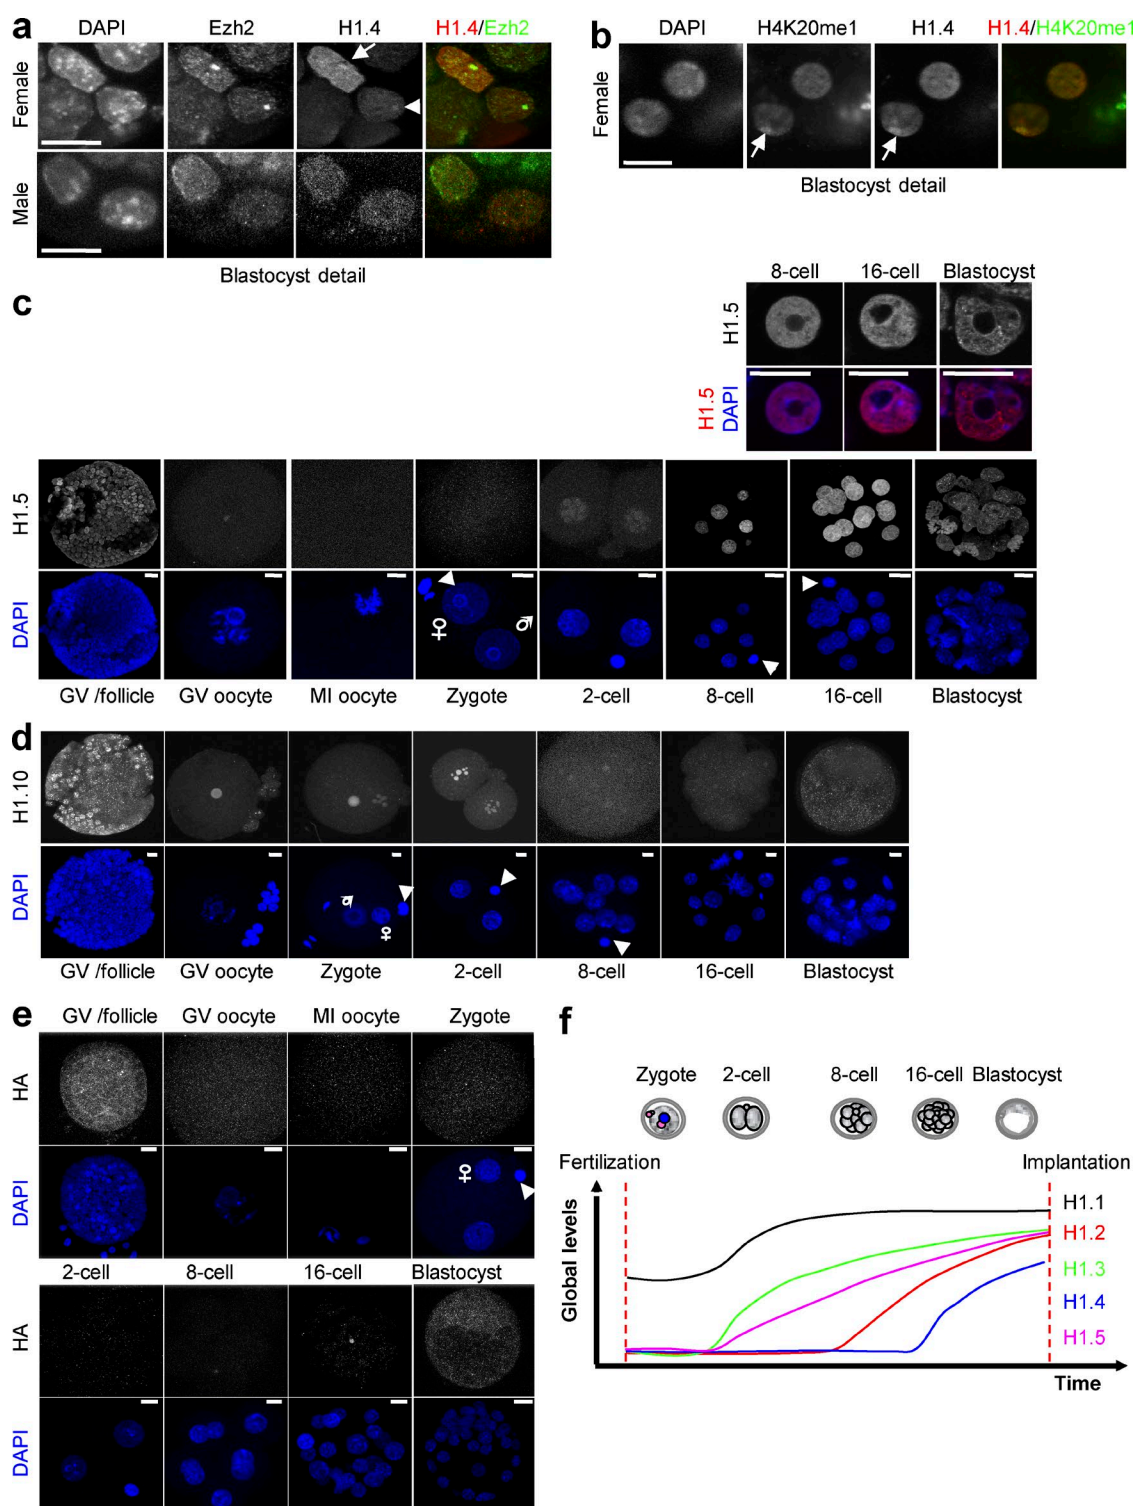 a
DAPI Ezh2 H1.4 H1.4/Ezh2
Female
Male
Blastocyst detail
b
DAPI H4K20me1 H1.4 H1.4/H4K20me1
Female
Blastocyst detail
c
8-cell 16-cell Blastocyst
H1.5
H1.5
DAPI
H1.5
DAPI
♀ ♂
GV /follicle GV oocyte MI oocyte Zygote 2-cell 8-cell 16-cell Blastocyst
d
H1.10
DAPI
♂ ♀
GV /follicle GV oocyte Zygote 2-cell 8-cell 16-cell Blastocyst
e
GV /follicle GV oocyte MI oocyte Zygote
HA
DAPI
♀
2-cell 8-cell 16-cell Blastocyst
HA
DAPI
f
Zygote 2-cell 8-cell 16-cell Blastocyst
Fertilization Implantation
Global levels
H1.1
H1.2
H1.3
H1.4
H1.5
Time